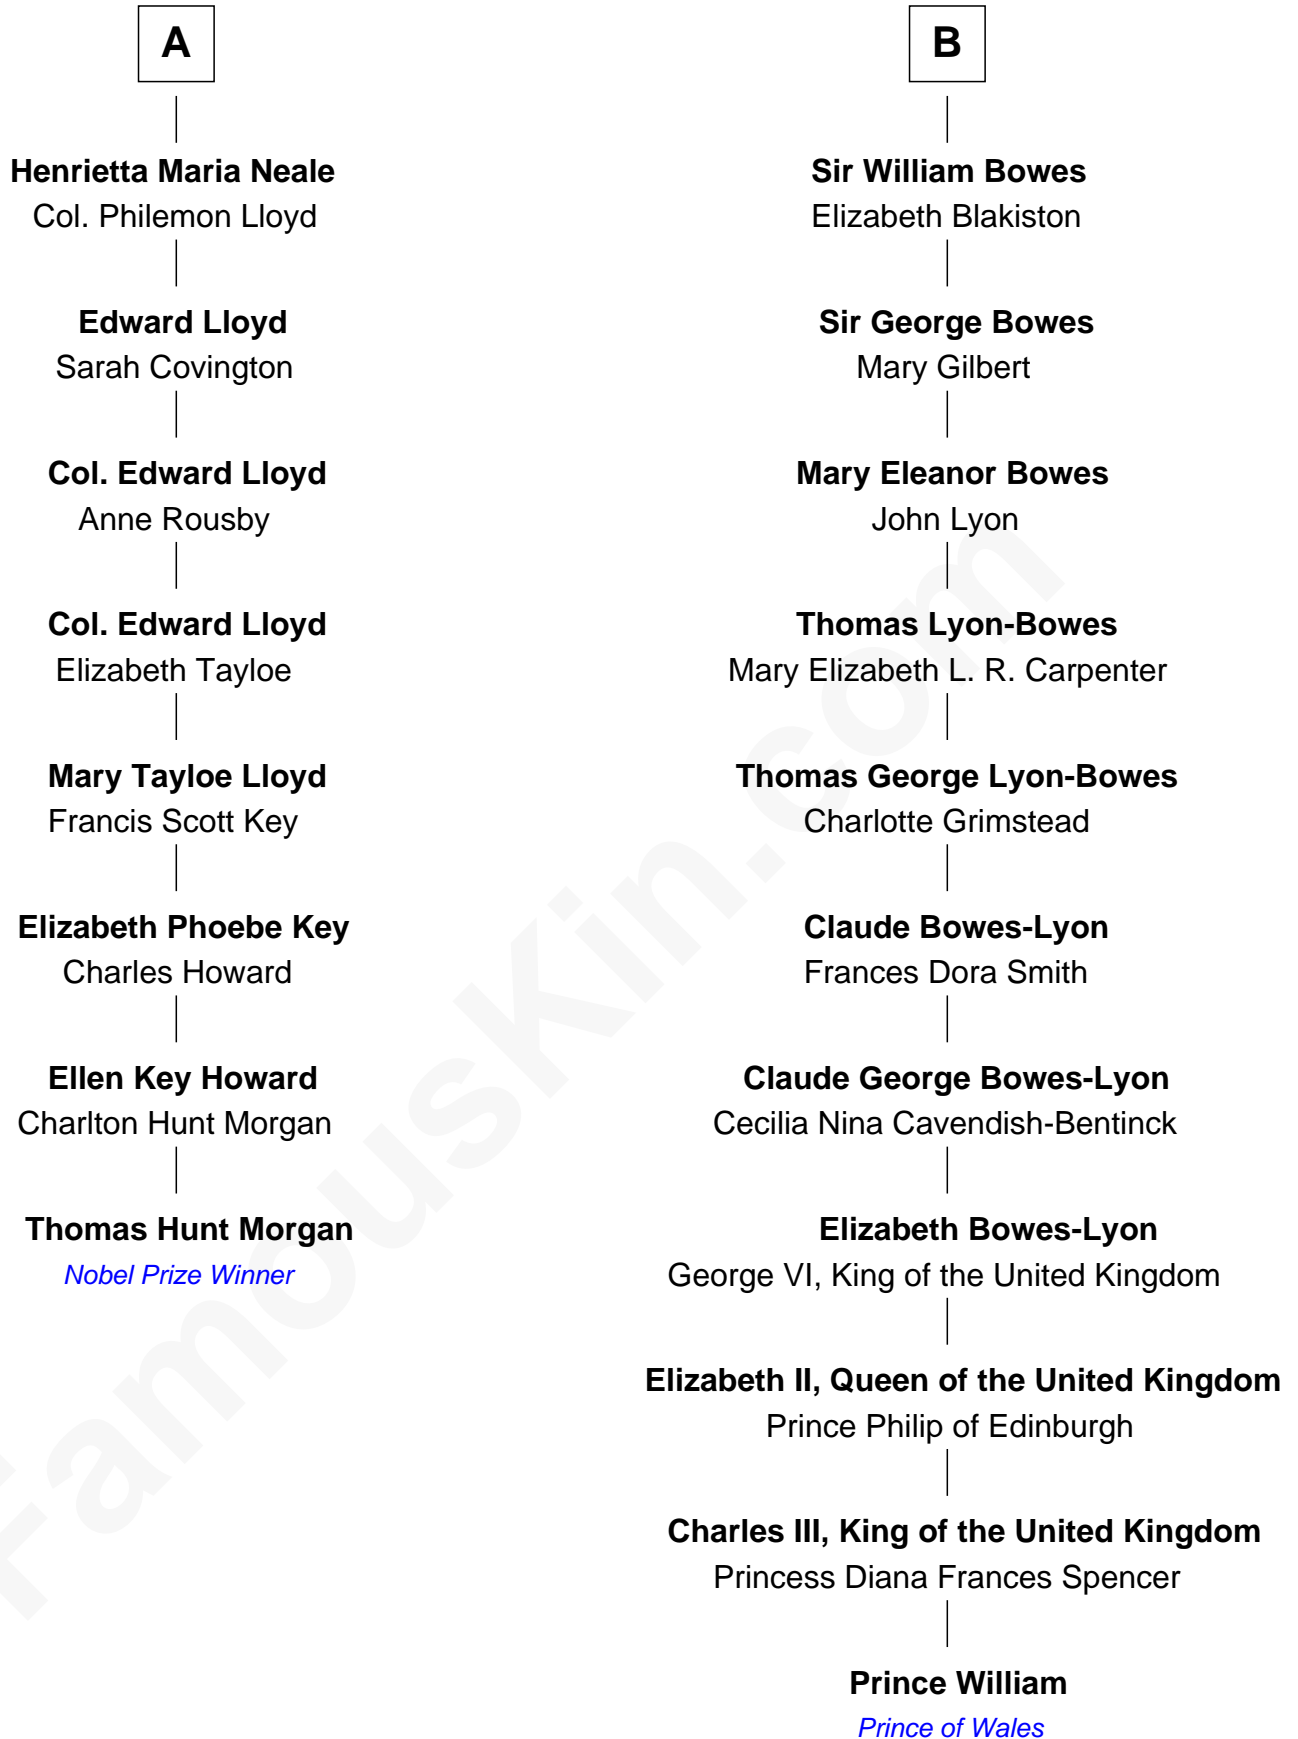 A
Henrietta Maria Neale
Col. Philemon Lloyd
Edward Lloyd
Sarah Covington
Col. Edward Lloyd
Anne Rousby
Col. Edward Lloyd
Elizabeth Tayloe
Mary Tayloe Lloyd
Francis Scott Key
Elizabeth Phoebe Key
Charles Howard
Ellen Key Howard
Charlton Hunt Morgan
Thomas Hunt Morgan
Nobel Prize Winner
B
Sir William Bowes
Elizabeth Blakiston
Sir George Bowes
Mary Gilbert
Mary Eleanor Bowes
John Lyon
Thomas Lyon-Bowes
Mary Elizabeth L. R. Carpenter
Thomas George Lyon-Bowes
Charlotte Grimstead
Claude Bowes-Lyon
Frances Dora Smith
Claude George Bowes-Lyon
Cecilia Nina Cavendish-Bentinck
Elizabeth Bowes-Lyon
George VI, King of the United Kingdom
Elizabeth II, Queen of the United Kingdom
Prince Philip of Edinburgh
Charles III, King of the United Kingdom
Princess Diana Frances Spencer
Prince William
Prince of Wales
FamousKin.com